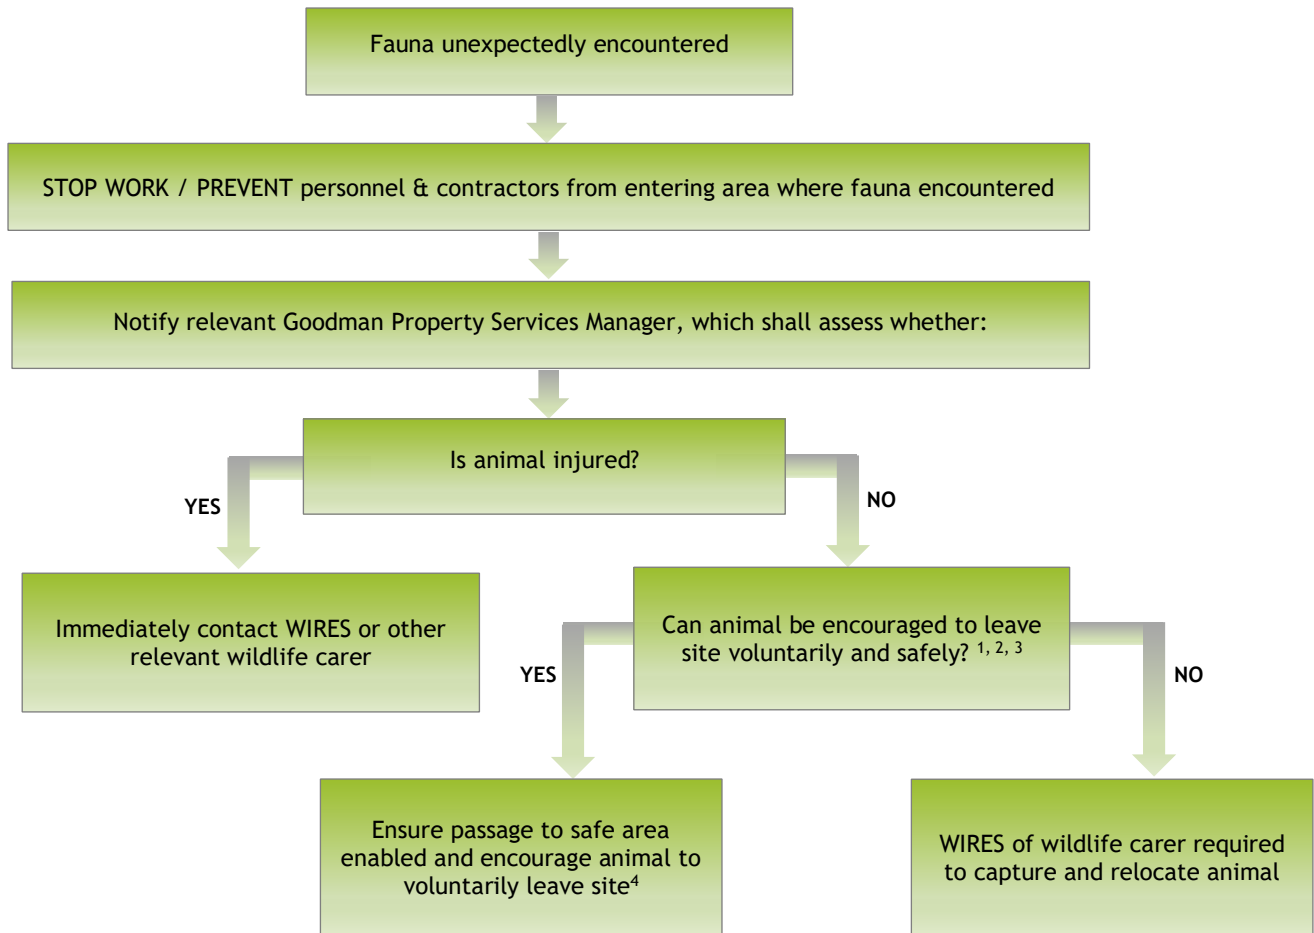 Fauna unexpectedly encountered
STOP WORK / PREVENT personnel & contractors from entering area where fauna encountered
Notify relevant Goodman Property Services Manager, which shall assess whether:
Is animal injured?
YES
NO
Immediately contact WIRES or other
relevant wildlife carer
Can animal be encouraged to leave
site voluntarily and safely? 1, 2, 3
YES
NO
Ensure passage to safe area
enabled and encourage animal to
voluntarily leave site4
WIRES of wildlife carer required
to capture and relocate animal